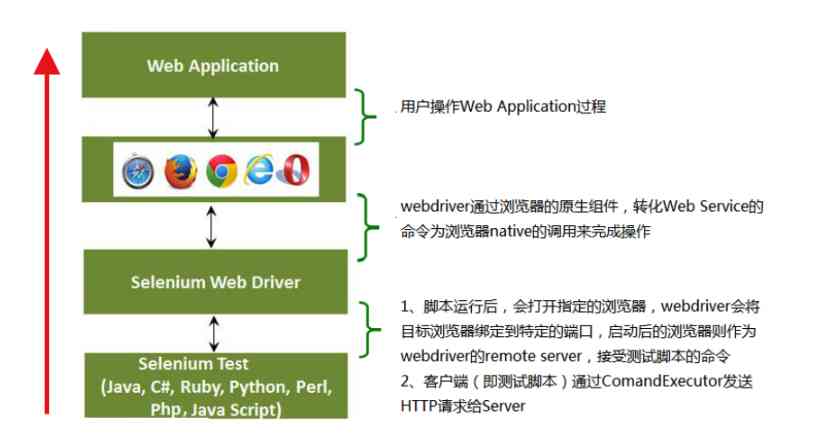 Web Application
用户操作Web Application过程
webdriver通过浏览器的原生组件，转化Web Service的
命令为浏览器native的调用来完成操作
Selenium Web Driver
1、脚本运行后，会打开指定的浏览器，webdriver会将
目标浏览器绑定到特定的端口，启动后的浏览器则作为
webdriver的remote server，接受测试脚本的命令
2、客户端（即测试脚本）通过ComandExecutor发送
HTTP请求给Server
Selenium Test
(Java, C#, Ruby, Python, Perl,
Php, Java Script)